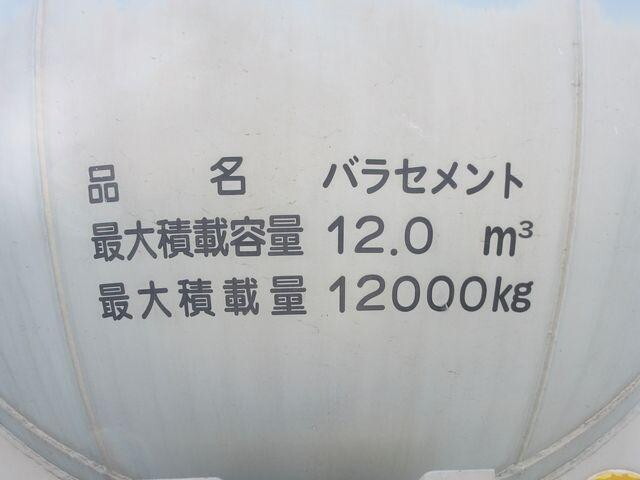 品 名 バラセメント
最大積載容量 12.0 m³
最大積載量 12000kg